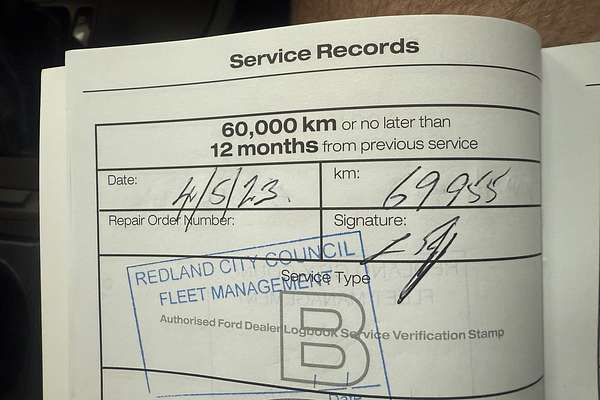 Service Records
60,000 km or no later than
12 months from previous service
Date: 4/5/23.
km: 69955
Repair Order Number:
Signature:
REDLAND CITY COUNCIL
FLEET MANAGEMENT
Service Type
B
Authorised Ford Dealer Logbook Service Verification Stamp
Date